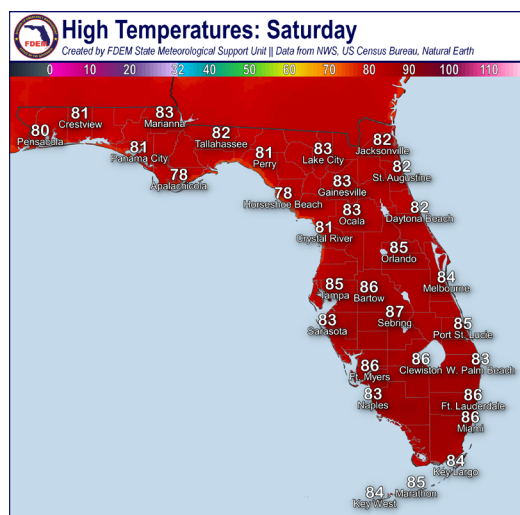 FDEM
High Temperatures: Saturday
Created by FDEM State Meteorological Support Unit || Data from NWS, US Census Bureau, Natural Earth
0 10 20 32 40 50 60 70 80 90 100 110
80
Pensacola
81
Crestview
83
Marianna
81
Panama City
78
Apalachicola
82
Tallahassee
81
Perry
83
Lake City
82
Jacksonville
82
St. Augustine
78
Horseshoe Beach
83
Gainesville
83
Ocala
82
Daytona Beach
81
Crystal River
85
Orlando
84
Melbourne
85
Tampa
86
Bartow
87
Sebring
83
Sarasota
85
Port St. Lucie
86
Ft. Myers
86
Clewiston
83
W. Palm Beach
83
Naples
86
Ft. Lauderdale
86
Miami
84
Key Largo
85
Marathon
84
Key West